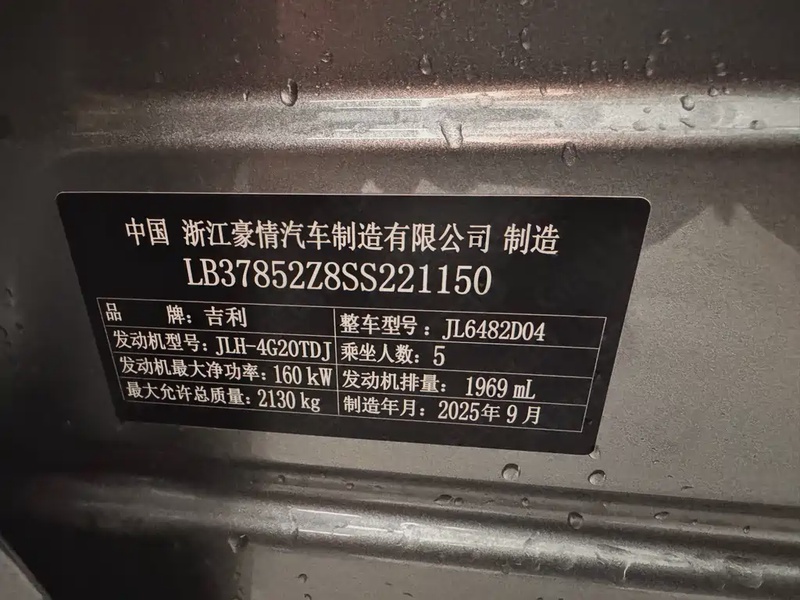 中国 浙江豪情汽车制造有限公司 制造
LB37852Z8SS221150
品 牌：吉利 整车型号：JL6482D04
发动机型号：JLH-4G20TDJ 乘坐人数：5
发动机最大净功率：160 kW 发动机排量：1969 mL
最大允许总质量：2130 kg 制造年月：2025年9月